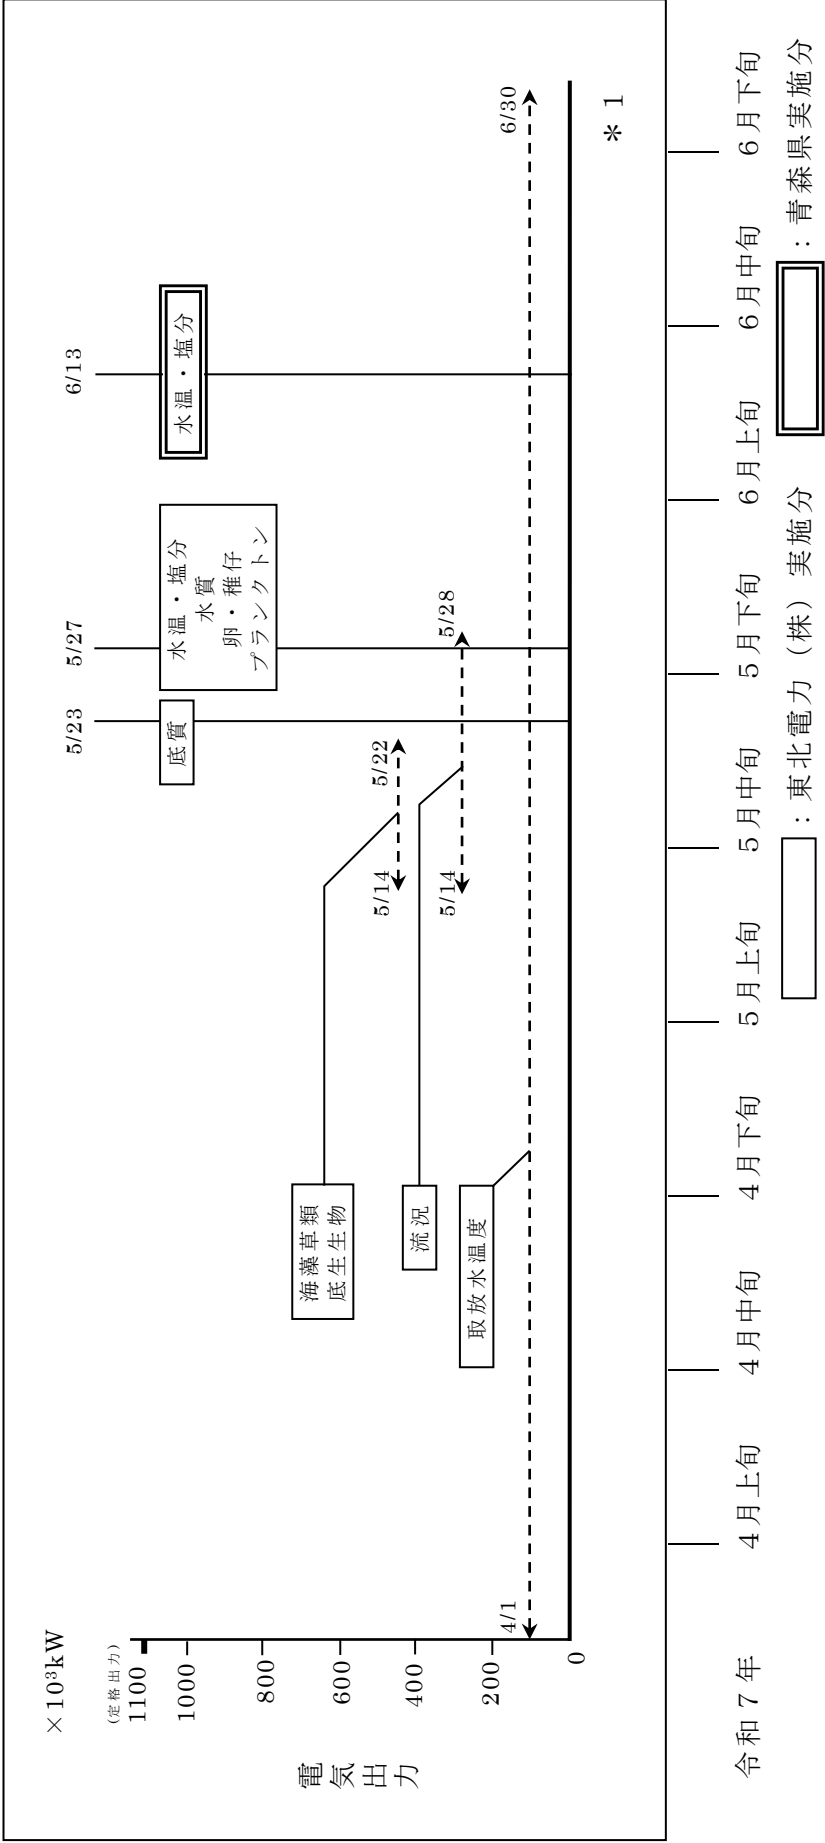 ×10³kW
(定格出力)
1100
1000
800
600
400
200
0
電気出力
6/13
水温・塩分
5/27
水温・塩分
水質
卵・稚仔
プランクトン
5/23
底質
海藻草類
底生生物
5/14
5/22
流況
5/14
5/28
取放水温度
4/1
6/30
*1
令和7年
4月上旬
4月中旬
4月下旬
5月上旬
5月中旬
5月下旬
6月上旬
6月中旬
6月下旬
:東北電力(株)実施分
:青森県実施分